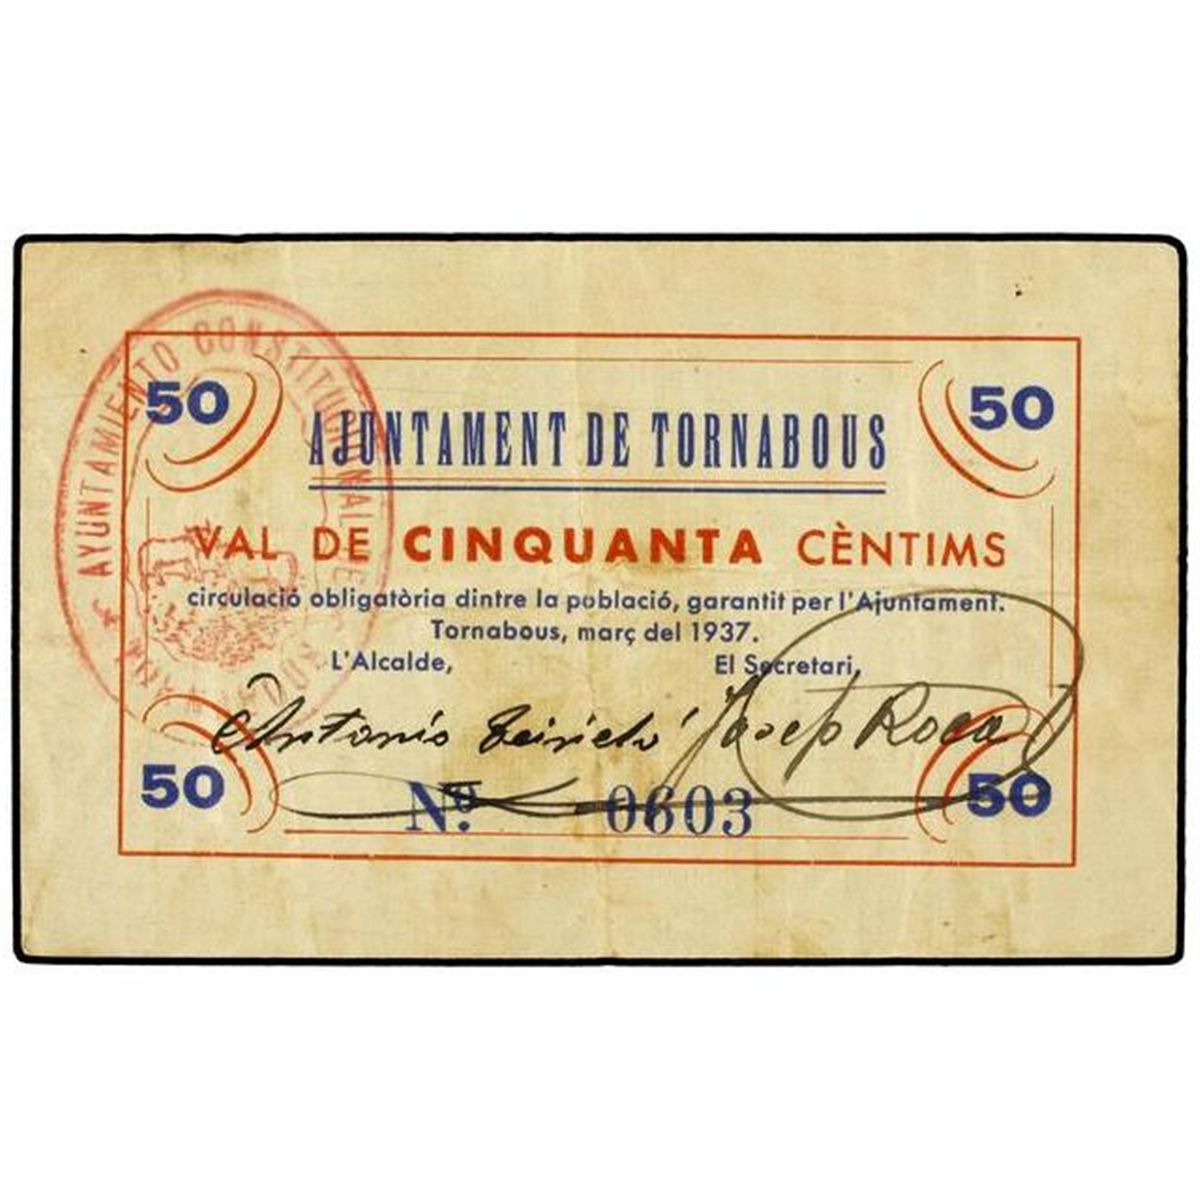 AYUNTAMIENTO CONSTITUCIONAL DE
50 50
AJUNTAMENT DE TORNABOUS
VAL DE CINQUANTA CÈNTIMS
circulació obligatòria dintre la població, garantit per l'Ajuntament.
Tornabous, març del 1937.
L'Alcalde, El Secretari,
Antonio Josep Roca
50 Nº. 0603 50